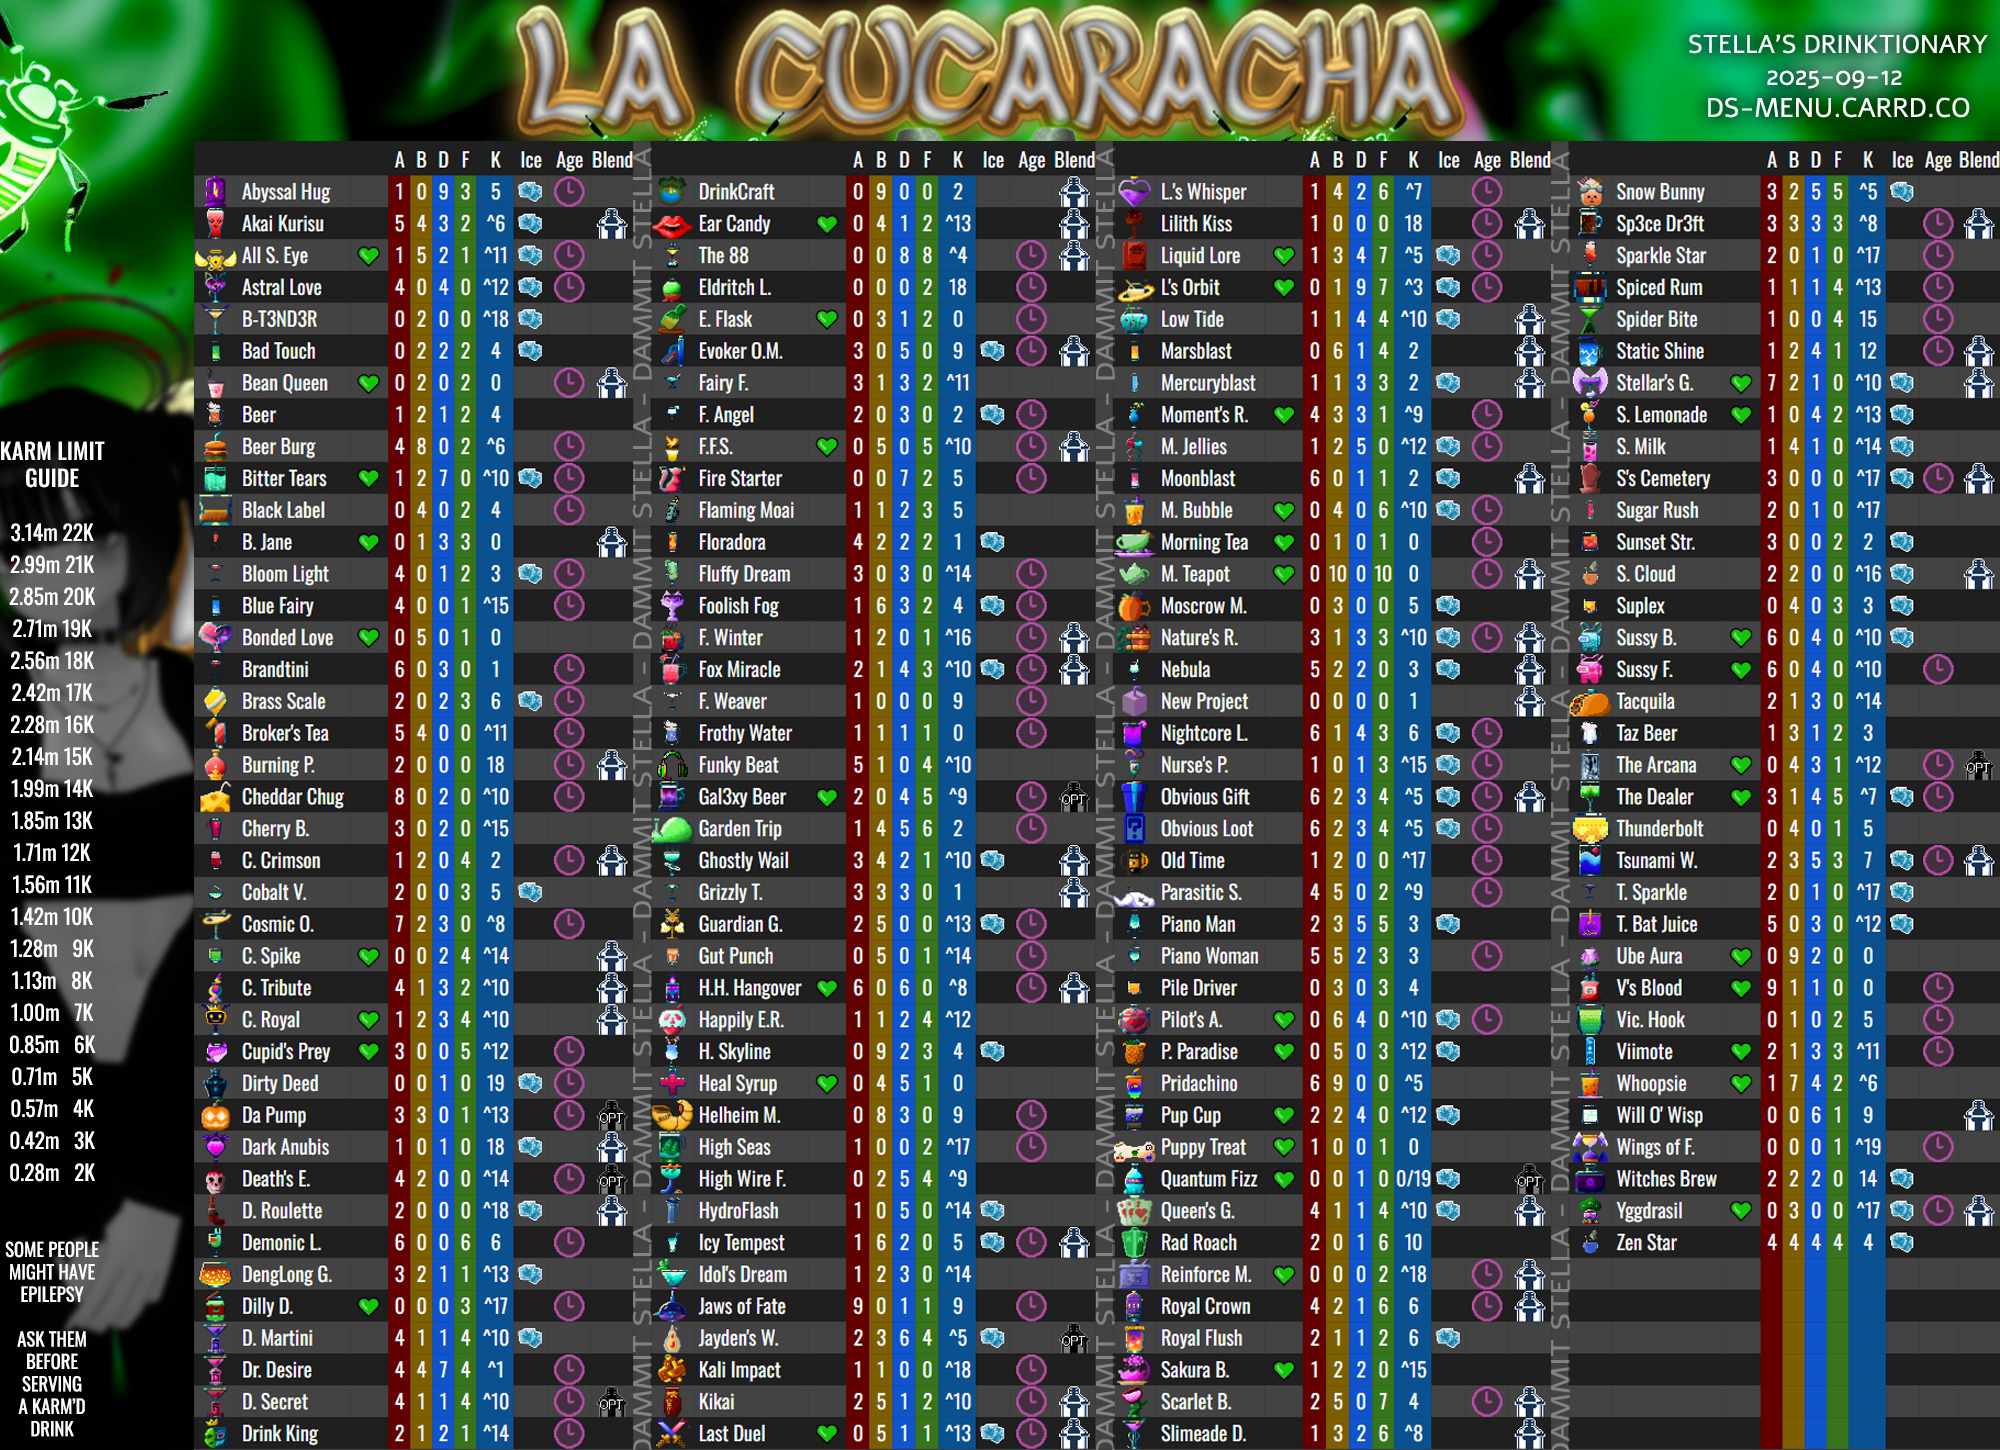 LA CUCARACHA
STELLA'S DRINKTIONARY
2025-09-12
DS-MENU.CARRD.CO
KARM LIMIT
GUIDE
3.14m 22K
2.99m 21K
2.85m 20K
2.71m 19K
2.56m 18K
2.42m 17K
2.28m 16K
2.14m 15K
1.99m 14K
1.85m 13K
1.71m 12K
1.56m 11K
1.42m 10K
1.28m 9K
1.13m 8K
1.00m 7K
0.85m 6K
0.71m 5K
0.57m 4K
0.42m 3K
0.28m 2K
SOME PEOPLE
MIGHT HAVE
EPILEPSY
ASK THEM
BEFORE
SERVING
A KARM'D
DRINK
A B D F K Ice Age Blend
Abyssal Hug 1 0 9 3 5
Akai Kurisu 5 4 3 2 ^6
All S. Eye 1 5 2 1 ^11
Astral Love 4 0 4 0 ^12
B-T3ND3R 0 2 0 0 ^18
Bad Touch 0 2 2 2 4
Bean Queen 0 2 0 2 0
Beer 1 2 1 2 4
Beer Burg 4 8 0 2 ^6
Bitter Tears 1 2 7 0 ^10
Black Label 0 4 0 2 4
B. Jane 0 1 3 3 0
Bloom Light 4 0 1 2 3
Blue Fairy 4 0 0 1 ^15
Bonded Love 0 5 0 1 0
Brandtini 6 0 3 0 1
Brass Scale 2 0 2 3 6
Broker's Tea 5 4 0 0 ^11
Burning P. 2 0 0 0 18
Cheddar Chug 8 0 2 0 ^10
Cherry B. 3 0 2 0 ^15
C. Crimson 1 2 0 4 2
Cobalt V. 2 0 0 3 5
Cosmic O. 7 2 3 0 ^8
C. Spike 0 0 2 4 ^14
C. Tribute 4 1 3 2 ^10
C. Royal 1 2 3 4 ^10
Cupid's Prey 3 0 0 5 ^12
Dirty Deed 0 0 1 0 19
Da Pump 3 3 0 1 ^13 OPT
Dark Anubis 1 0 1 0 18
Death's E. 4 2 0 0 ^14 OPT
D. Roulette 2 0 0 0 ^18
Demonic L. 6 0 0 6 6
DengLong G. 3 2 1 1 ^13
Dilly D. 0 0 0 3 ^17
D. Martini 4 1 1 4 ^10
Dr. Desire 4 4 7 4 ^1
D. Secret 4 1 1 4 ^10 OPT
Drink King 2 1 2 1 ^14
DAMMIT STELLA - DAMMIT STELLA - DAMMIT STELLA - DAMMIT STELLA
A B D F K Ice Age Blend
DrinkCraft 0 9 0 0 2
Ear Candy 0 4 1 2 ^13
The 88 0 0 8 8 ^4
Eldritch L. 0 0 0 2 18
E. Flask 0 3 1 2 0
Evoker O.M. 3 0 5 0 9
Fairy F. 3 1 3 2 ^11
F. Angel 2 0 3 0 2
F.F.S. 0 5 0 5 ^10
Fire Starter 0 0 7 2 5
Flaming Moai 1 1 2 3 5
Floradora 4 2 2 2 1
Fluffy Dream 3 0 3 0 ^14
Foolish Fog 1 6 3 2 4
F. Winter 1 2 0 1 ^16
Fox Miracle 2 1 4 3 ^10
F. Weaver 1 0 0 0 9
Frothy Water 1 1 1 1 0
Funky Beat 5 1 0 4 ^10
Gal3xy Beer 2 0 4 5 ^9 OPT
Garden Trip 1 4 5 6 2
Ghostly Wail 3 4 2 1 ^10
Grizzly T. 3 3 3 0 1
Guardian G. 2 5 0 0 ^13
Gut Punch 0 5 0 1 ^14
H.H. Hangover 6 0 6 0 ^8
Happily E.R. 1 1 2 4 ^12
H. Skyline 0 9 2 3 4
Heal Syrup 0 4 5 1 0
Helheim M. 0 8 3 0 9
High Seas 1 0 0 2 ^17
High Wire F. 0 2 5 4 ^9
HydroFlash 1 0 5 0 ^14
Icy Tempest 1 6 2 0 5
Idol's Dream 1 2 3 0 ^14
Jaws of Fate 9 0 1 1 9
Jayden's W. 2 3 6 4 ^5 OPT
Kali Impact 1 1 0 0 ^18
Kikai 2 5 1 2 ^10
Last Duel 0 5 0 1 ^13
DAMMIT STELLA - DAMMIT STELLA - DAMMIT STELLA - DAMMIT STELLA
A B D F K Ice Age Blend
L.'s Whisper 1 4 2 6 ^7
Lilith Kiss 1 0 0 0 18
Liquid Lore 1 3 4 7 ^5
L's Orbit 0 1 9 7 ^3
Low Tide 1 1 4 4 ^10
Marsblast 0 6 1 4 2
Mercuryblast 1 1 3 3 2
Moment's R. 4 3 3 1 ^9
M. Jellies 1 2 5 0 ^12
Moonblast 6 0 1 1 2
M. Bubble 0 4 0 6 ^10
Morning Tea 0 1 0 1 0
M. Teapot 0 10 0 10 0
Moscrow M. 0 3 0 0 5
Nature's R. 3 1 3 3 ^10
Nebula 5 2 2 0 3
New Project 0 0 0 0 1
Nightcore L. 6 1 4 3 6
Nurse's P. 1 0 1 3 ^15
Obvious Gift 6 2 3 4 ^5
Obvious Loot 6 2 3 4 ^5
Old Time 1 2 0 0 ^17
Parasitic S. 4 5 0 2 ^9
Piano Man 2 3 5 5 3
Piano Woman 5 5 2 3 3
Pile Driver 0 3 0 3 4
Pilot's A. 0 6 4 0 ^10
P. Paradise 0 5 0 3 ^12
Pridachino 6 9 0 0 ^5
Pup Cup 2 2 4 0 ^12
Puppy Treat 1 0 0 1 0
Quantum Fizz 0 0 1 0 0/19 OPT
Queen's G. 4 1 1 4 ^10
Rad Roach 2 0 1 6 10
Reinforce M. 0 0 0 2 ^18
Royal Crown 4 2 1 6 6
Royal Flush 2 1 1 2 6
Sakura B. 1 2 2 0 ^15
Scarlet B. 2 5 0 7 4
Slimeade D. 1 3 2 6 ^8
DAMMIT STELLA - DAMMIT STELLA - DAMMIT STELLA - DAMMIT STELLA
A B D F K Ice Age Blend
Snow Bunny 3 2 5 5 ^5
Sp3ce Dr3ft 3 3 3 3 ^8
Sparkle Star 2 0 1 0 ^17
Spiced Rum 1 1 1 4 ^13
Spider Bite 1 0 0 4 15
Static Shine 1 2 4 1 12
Stellar's G. 7 2 1 0 ^10
S. Lemonade 1 0 4 2 ^13
S. Milk 1 4 1 0 ^14
S's Cemetery 3 0 0 0 ^17
Sugar Rush 2 0 1 0 ^17
Sunset Str. 3 0 0 2 2
S. Cloud 2 2 0 0 ^16
Suplex 0 4 0 3 3
Sussy B. 6 0 4 0 ^10
Sussy F. 6 0 4 0 ^10
Tacquila 2 1 3 0 ^14
Taz Beer 1 3 1 2 3
The Arcana 0 4 3 1 ^12 OPT
The Dealer 3 1 4 5 ^7
Thunderbolt 0 4 0 1 5
Tsunami W. 2 3 5 3 7
T. Sparkle 2 0 1 0 ^17
T. Bat Juice 5 0 3 0 ^12
Ube Aura 0 9 2 0 0
V's Blood 9 1 1 0 0
Vic. Hook 0 1 0 2 5
Viimote 2 1 3 3 ^11
Whoopsie 1 7 4 2 ^6
Will O' Wisp 0 0 6 1 9
Wings of F. 0 0 0 1 ^19
Witches Brew 2 2 2 0 14
Yggdrasil 0 3 0 0 ^17
Zen Star 4 4 4 4 4